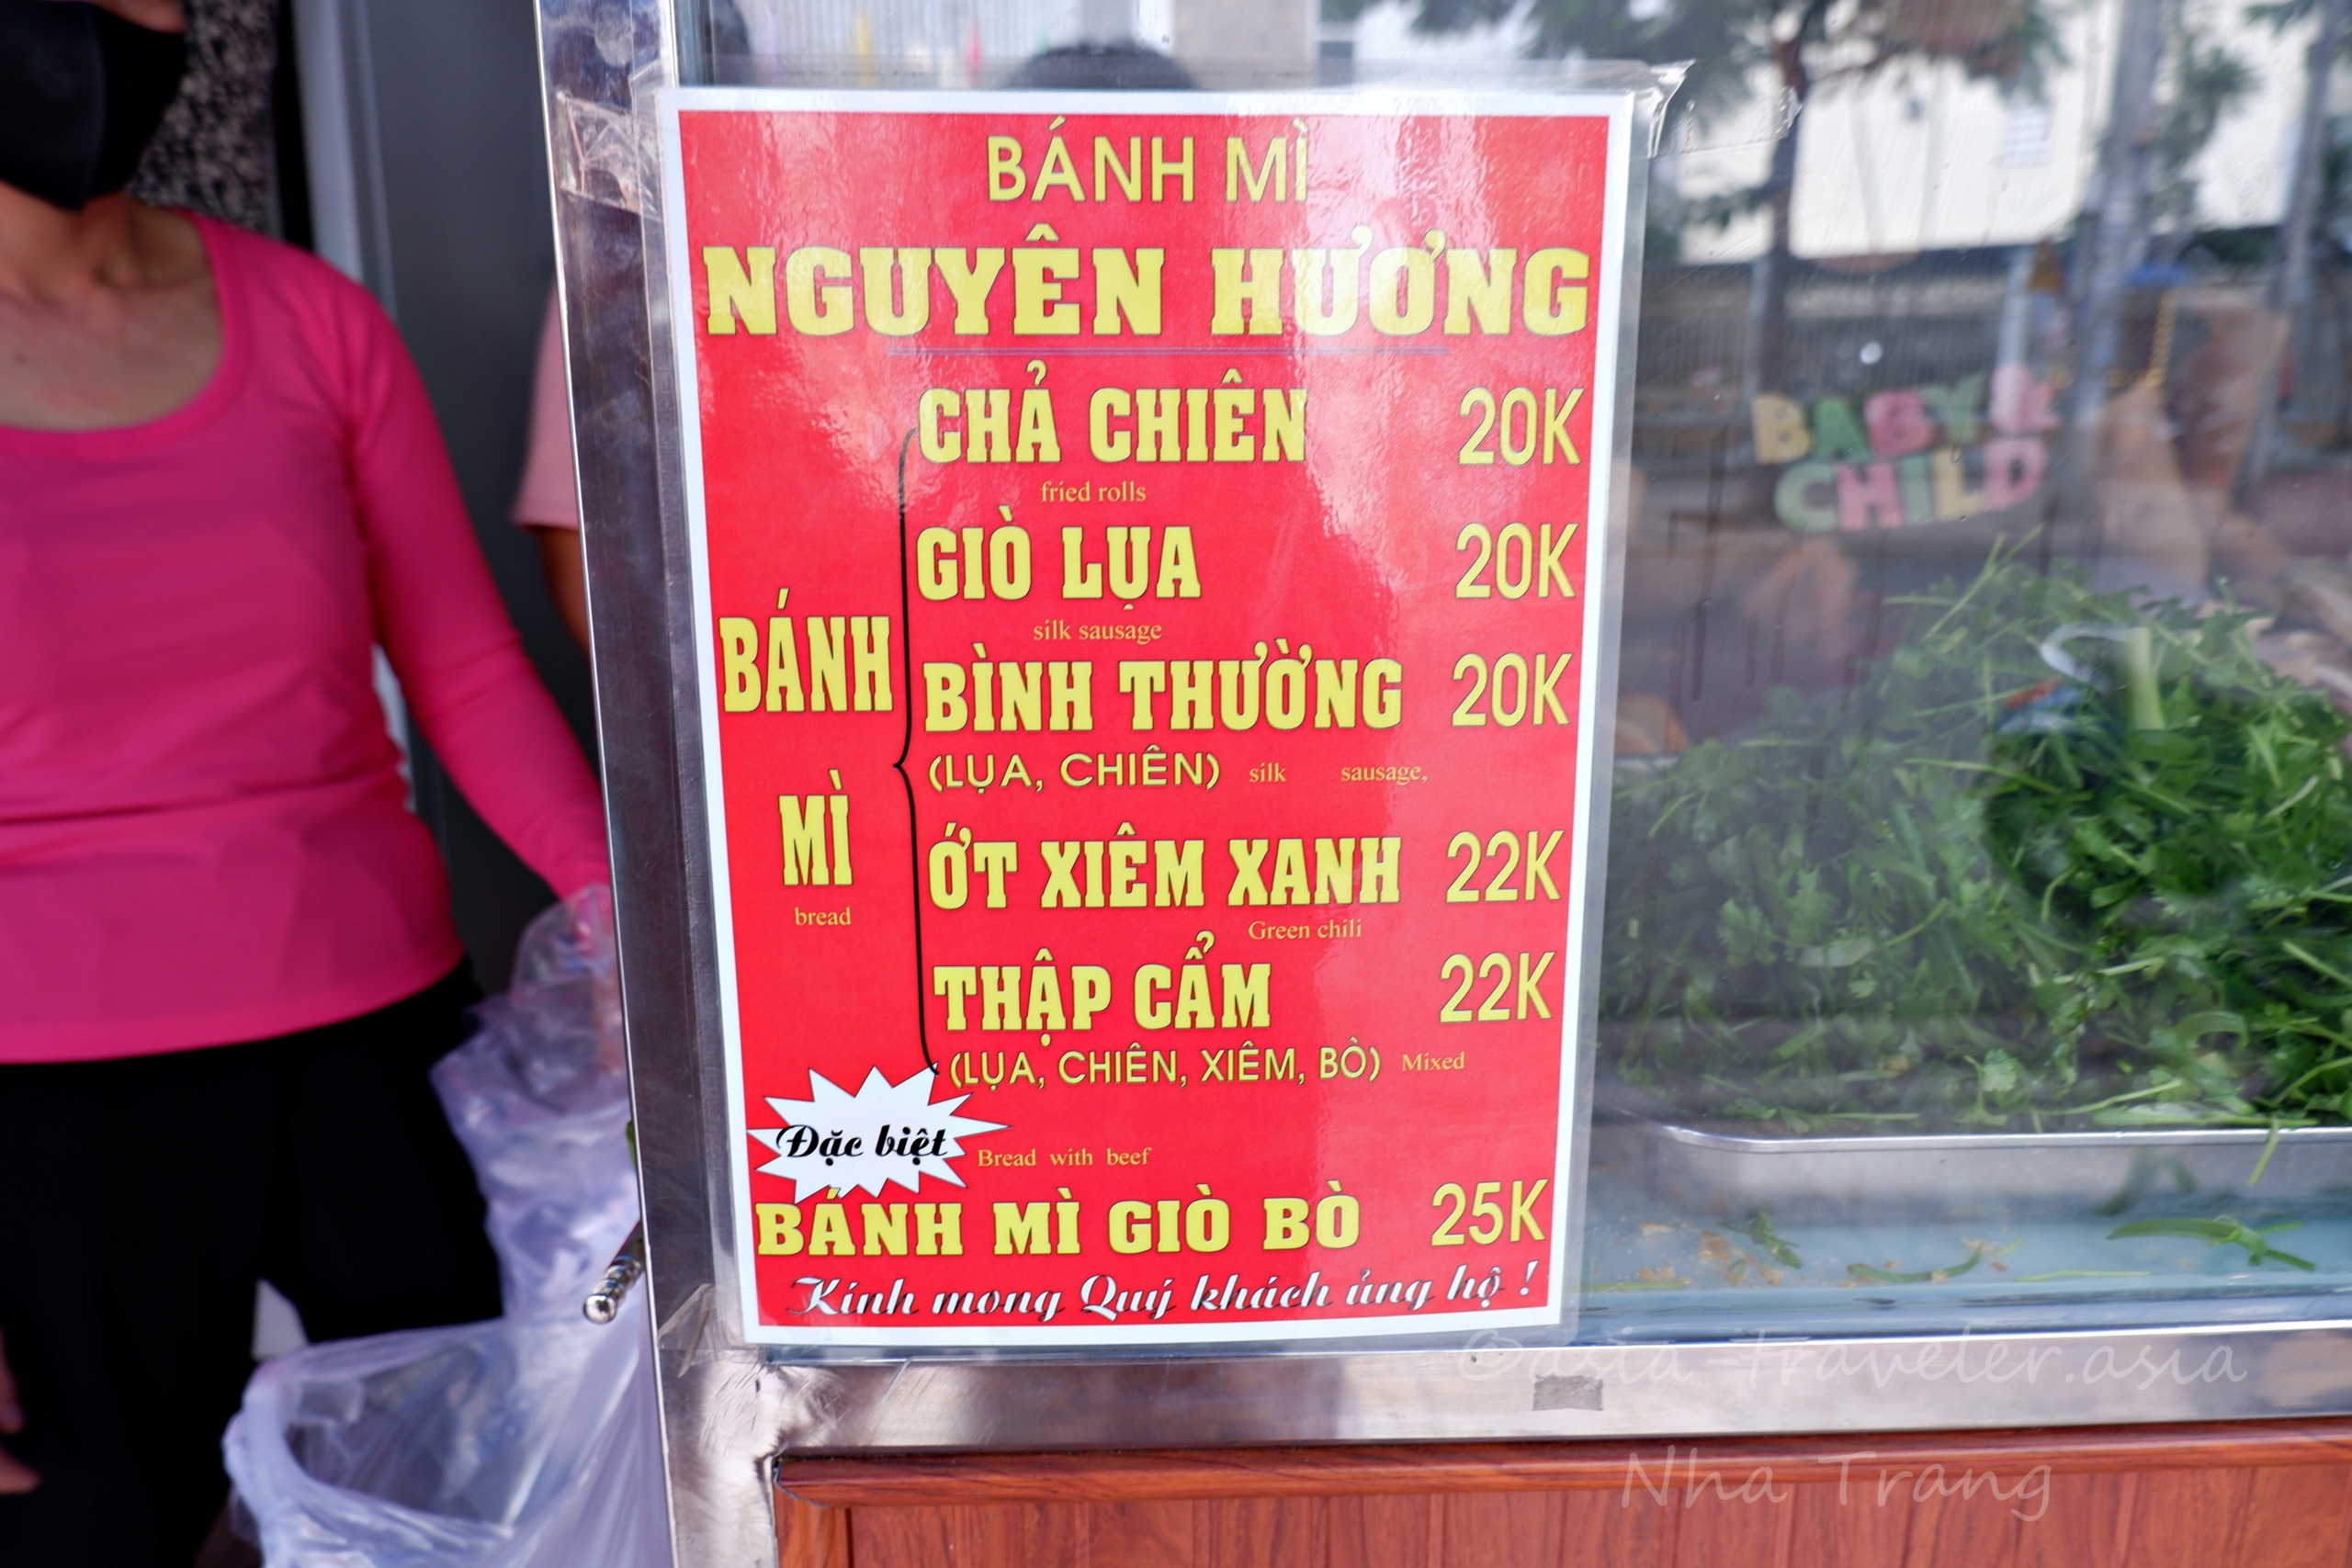 BÁNH MÌ
NGUYÊN HƯƠNG
CHẢ CHIÊN 20K
fried rolls
GIÒ LỤA 20K
silk sausage
BÁNH
BÌNH THƯỜNG 20K
(LỤA, CHIÊN) silk sausage,
MÌ
bread
ỚT XIÊM XANH 22K
Green chili
THẬP CẨM 22K
(LỤA, CHIÊN, XIÊM, BÒ) Mixed
Đặc biệt
Bread with beef
BÁNH MÌ GIÒ BÒ 25K
Kính mong Quý khách ủng hộ !
BABY &
CHILD
©asia-traveler.asia
Nha Trang